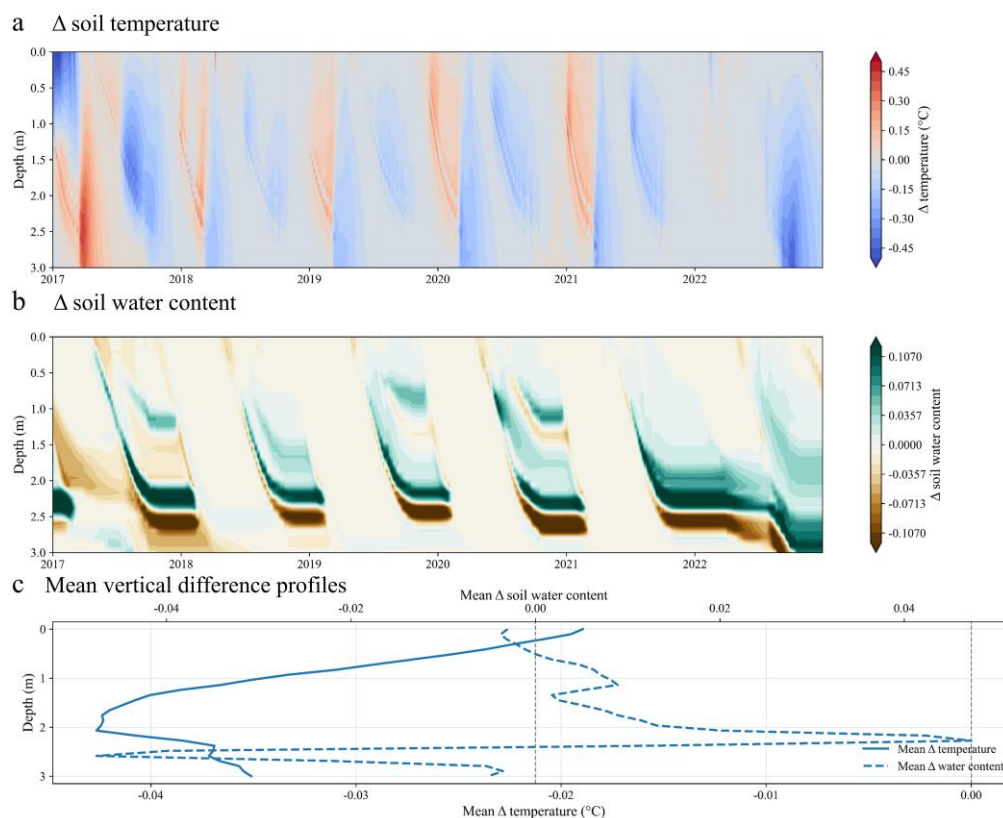 a Δ soil temperature
0.0
0.5
1.0
1.5
2.0
2.5
3.0
Depth (m)
2017 2018 2019 2020 2021 2022
0.45
0.30
0.15
0.00
-0.15
-0.30
-0.45
Δ temperature (°C)
b Δ soil water content
0.0
0.5
1.0
1.5
2.0
2.5
3.0
Depth (m)
2017 2018 2019 2020 2021 2022
0.1070
0.0713
0.0357
0.0000
-0.0357
-0.0713
-0.1070
Δ soil water content
c Mean vertical difference profiles
Mean Δ soil water content
-0.04 -0.02 0.00 0.02 0.04
0
1
2
3
Depth (m)
Mean Δ temperature
Mean Δ water content
-0.04 -0.03 -0.02 -0.01 0.00
Mean Δ temperature (°C)